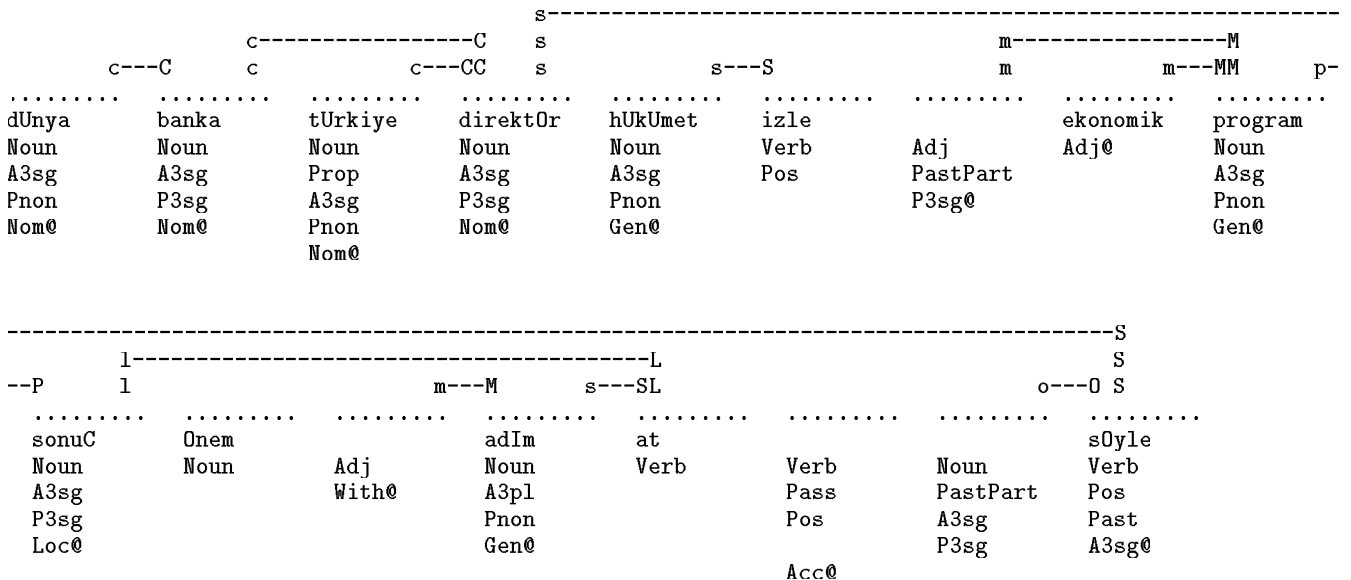 s--------------------------------------------------------------
c-----------------C s m-----------------M
c---C c c---CC s s---S m m---MM p-
......... ......... ......... ......... ......... ......... ......... ......... .........
dUnya banka tUrkiye direktOr hUkUmet izle ekonomik program
Noun Noun Noun Noun Noun Verb Adj Adj@ Noun
A3sg A3sg Prop A3sg A3sg Pos PastPart A3sg
Pnon P3sg A3sg P3sg Pnon P3sg@ Pnon
Nom@ Nom@ Pnon Nom@ Gen@ Gen@
Nom@
---------------------------------------------------------------------------------------S
l-----------------------------------------L S
--P l m---M s---SL o---O S
......... ......... ......... ......... ......... ......... ......... .........
sonuC Onem adIm at sOyle
Noun Noun Adj Noun Verb Verb Noun Verb
A3sg With@ A3pl Pass PastPart Pos
P3sg Pnon Pos A3sg Past
Loc@ Gen@ P3sg A3sg@
Acc@